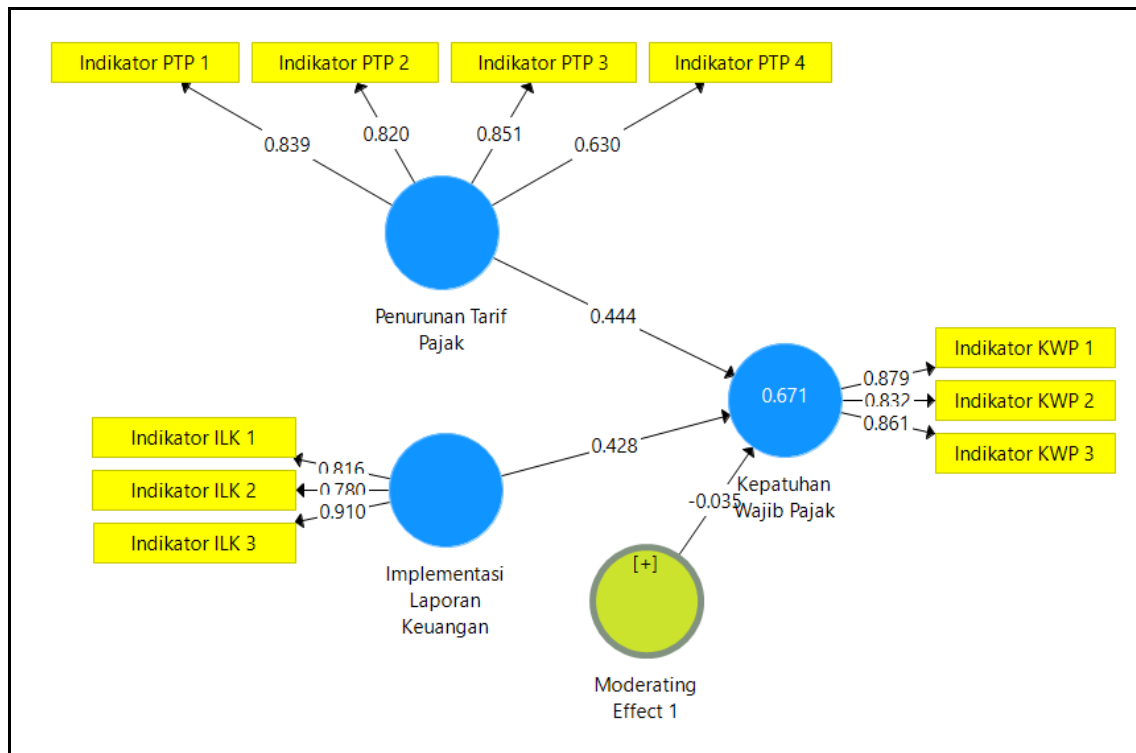 Indikator PTP 1
Indikator PTP 2
Indikator PTP 3
Indikator PTP 4
0.839
0.820
0.851
0.630
Penurunan Tarif
Pajak
0.444
Indikator ILK 1
Indikator ILK 2
Indikator ILK 3
0.816
0.780
0.910
Implementasi
Laporan
Keuangan
0.428
0.671
Kepatuhan
Wajib Pajak
-0.035
[+]
Moderating
Effect 1
0.879
0.832
0.861
Indikator KWP 1
Indikator KWP 2
Indikator KWP 3